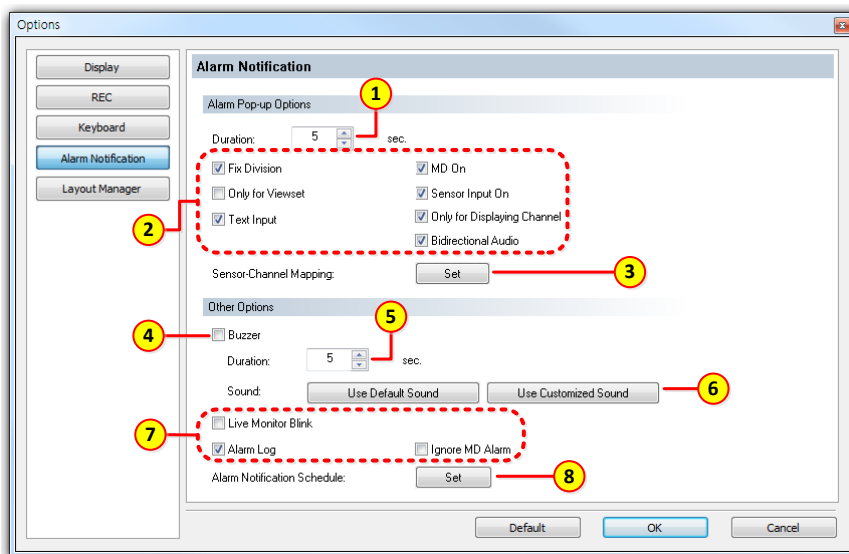 Options
Display
REC
Keyboard
Alarm Notification
Layout Manager
Alarm Notification
Alarm Pop-up Options
1
Duration: 5 sec.
Fix Division MD On
Only for Viewset Sensor Input On
2
Text Input Only for Displaying Channel
Bidirectional Audio
Sensor-Channel Mapping: Set 3
Other Options
4 Buzzer 5
Duration: 5 sec.
Sound: Use Default Sound Use Customized Sound 6
Live Monitor Blink
7
Alarm Log Ignore MD Alarm
Alarm Notification Schedule: Set 8
Default OK Cancel